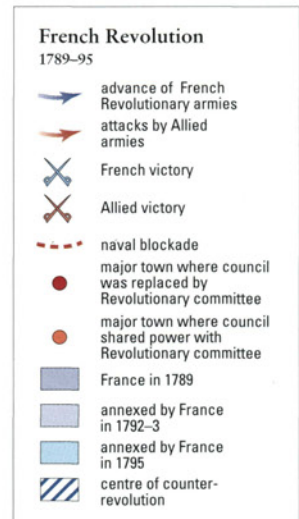 French Revolution
1789–95
advance of French
Revolutionary armies
attacks by Allied
armies
French victory
Allied victory
naval blockade
major town where council
was replaced by
Revolutionary committee
major town where council
shared power with
Revolutionary committee
France in 1789
annexed by France
in 1792–3
annexed by France
in 1795
centre of counter-
revolution